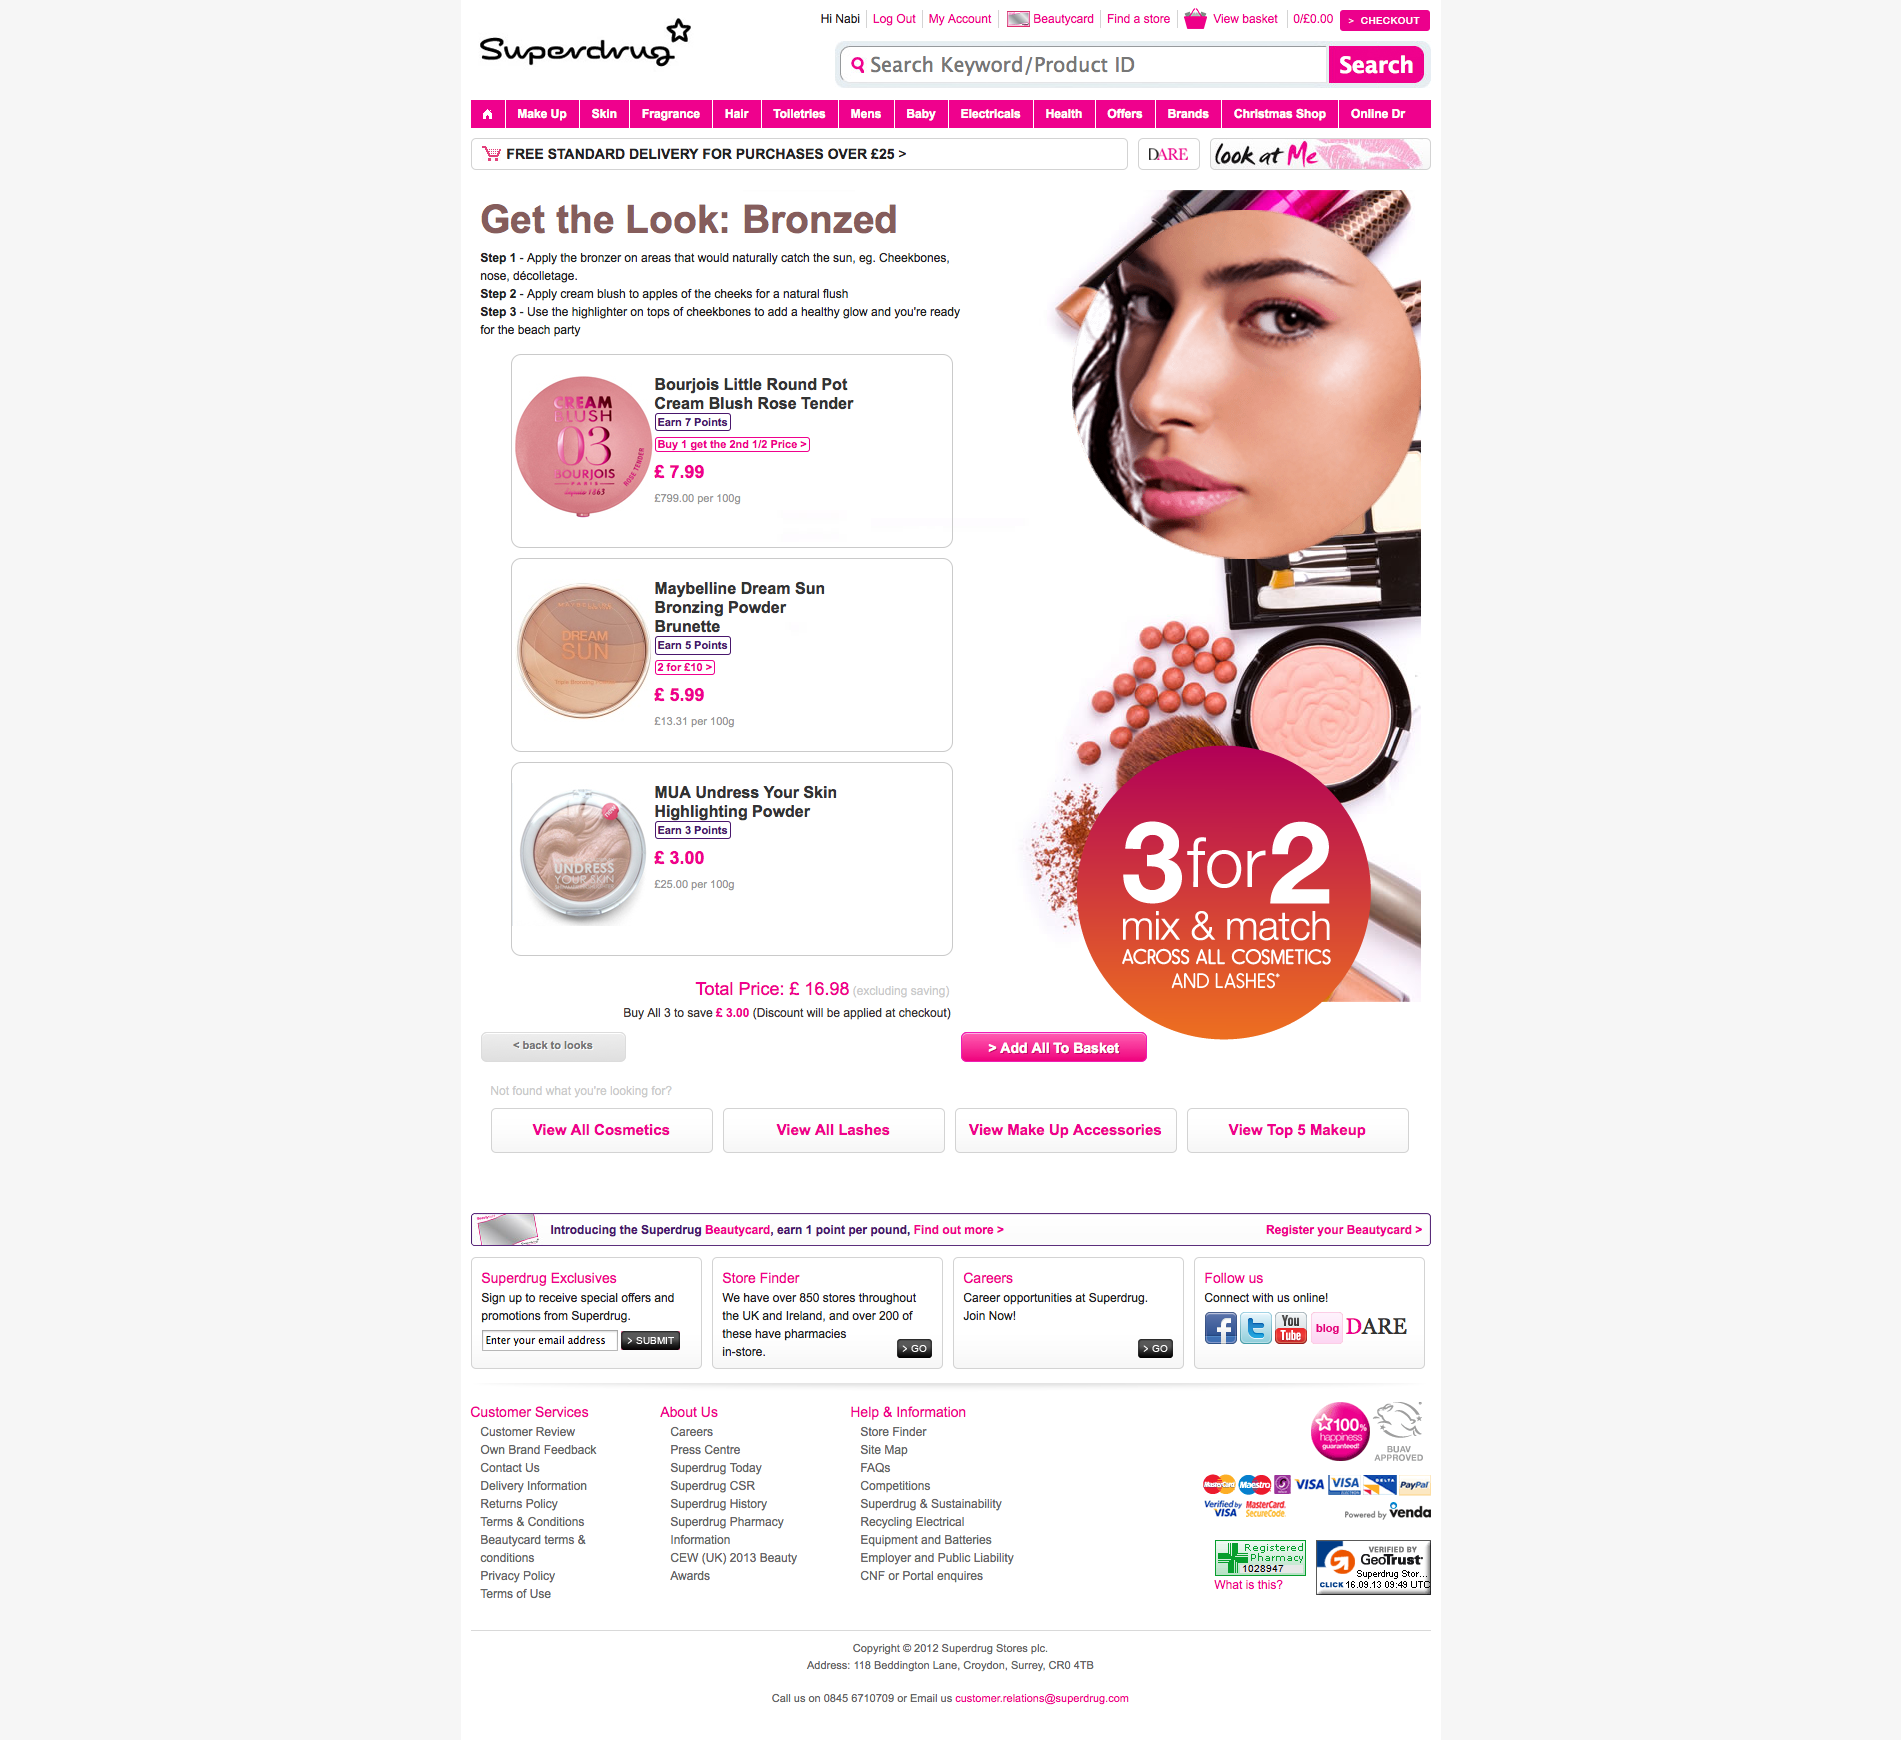 Superdrug
Hi Nabi
Log Out
My Account
Beautycard
Find a store
View basket
0/£0.00
> CHECKOUT
Search Keyword/Product ID
Search
Make Up
Skin
Fragrance
Hair
Toiletries
Mens
Baby
Electricals
Health
Offers
Brands
Christmas Shop
Online Dr
FREE STANDARD DELIVERY FOR PURCHASES OVER £25 >
DARE
look at Me
Get the Look: Bronzed
Step 1 - Apply the bronzer on areas that would naturally catch the sun, eg. Cheekbones,
nose, décolletage.
Step 2 - Apply cream blush to apples of the cheeks for a natural flush
Step 3 - Use the highlighter on tops of cheekbones to add a healthy glow and you're ready
for the beach party
CREAM
BLUSH
03
BOURJOIS
PARIS
depuis 1863
ROSE TENDER
Bourjois Little Round Pot
Cream Blush Rose Tender
Earn 7 Points
Buy 1 get the 2nd 1/2 Price >
£ 7.99
£799.00 per 100g
MAYBELLINE
DREAM
SUN
Maybelline Dream Sun
Bronzing Powder
Brunette
Earn 5 Points
2 for £10 >
£ 5.99
£13.31 per 100g
UNDRESS
YOUR SKIN
MUA Undress Your Skin
Highlighting Powder
Earn 3 Points
£ 3.00
£25.00 per 100g
3 for 2
mix & match
ACROSS ALL COSMETICS
AND LASHES*
Total Price: £ 16.98 (excluding saving)
Buy All 3 to save £ 3.00 (Discount will be applied at checkout)
< back to looks
> Add All To Basket
Not found what you're looking for?
View All Cosmetics
View All Lashes
View Make Up Accessories
View Top 5 Makeup
Introducing the Superdrug Beautycard, earn 1 point per pound, Find out more >
Register your Beautycard >
Superdrug Exclusives
Sign up to receive special offers and
promotions from Superdrug.
Enter your email address
> SUBMIT
Store Finder
We have over 850 stores throughout
the UK and Ireland, and over 200 of
these have pharmacies
in-store.
> GO
Careers
Career opportunities at Superdrug.
Join Now!
> GO
Follow us
Connect with us online!
You
Tube
blog
DARE
Customer Services
Customer Review
Own Brand Feedback
Contact Us
Delivery Information
Returns Policy
Terms & Conditions
Beautycard terms &
conditions
Privacy Policy
Terms of Use
About Us
Careers
Press Centre
Superdrug Today
Superdrug CSR
Superdrug History
Superdrug Pharmacy
Information
CEW (UK) 2013 Beauty
Awards
Help & Information
Store Finder
Site Map
FAQs
Competitions
Superdrug & Sustainability
Recycling Electrical
Equipment and Batteries
Employer and Public Liability
CNF or Portal enquires
100%
happiness
guaranteed!
BUAV
APPROVED
MasterCard
Maestro
VISA
VISA
ELECTRON
DELTA
PayPal
Verified by
VISA
MasterCard.
SecureCode.
Powered by venda
Registered
Pharmacy
1028947
What is this?
VERIFIED BY
GeoTrust
Superdrug Stor...
CLICK 16.09.13 09:49 UTC
Copyright © 2012 Superdrug Stores plc.
Address: 118 Beddington Lane, Croydon, Surrey, CR0 4TB
Call us on 0845 6710709 or Email us customer.relations@superdrug.com